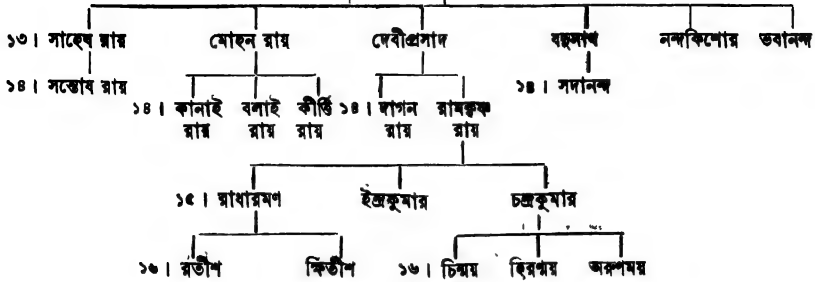 ১৩। সাহেব রায় মোহন রায় দেবীপ্রসাদ যদুনাথ নন্দকিশোর ভবানন্দ
১৪। সন্তোষ রায় ১৪। কানাই বলাই কীর্ত্তি ১৪। দাগন রামকৃষ্ণ ১৪। সদানন্দ
রায় রায় রায় রায় রায়
১৫। রাধারমণ ইন্দ্রকুমার চন্দ্রকুমার
১৬। রতীশ ক্ষিতীশ ১৬। চিন্ময় হিরণ্ময় অরুণময়